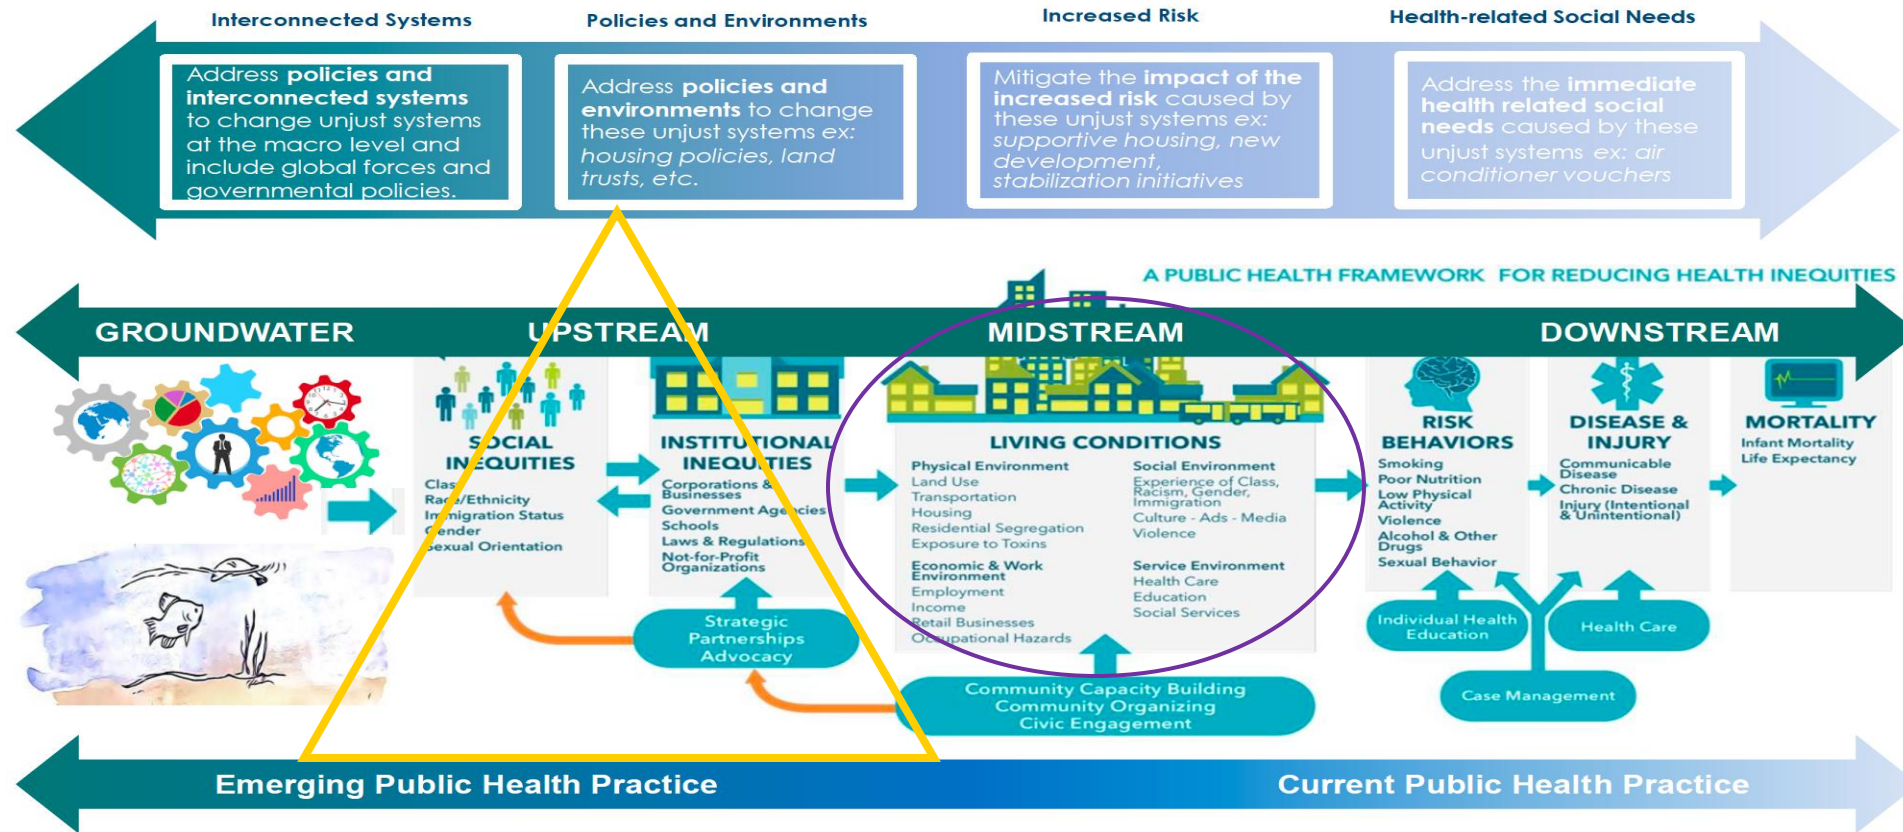 Interconnected Systems
Policies and Environments
Increased Risk
Health-related Social Needs
Address policies and
interconnected systems
to change unjust systems
at the macro level and
include global forces and
governmental policies.
Address policies and
environments to change
these unjust systems ex:
housing policies, land
trusts, etc.
Mitigate the impact of the
increased risk caused by
these unjust systems ex:
supportive housing, new
development,
stabilization initiatives
Address the immediate
health related social
needs caused by these
unjust systems ex: air
conditioner vouchers
A PUBLIC HEALTH FRAMEWORK FOR REDUCING HEALTH INEQUITIES
GROUNDWATER
UPSTREAM
MIDSTREAM
DOWNSTREAM
SOCIAL
INEQUITIES
Class
Race/Ethnicity
Immigration Status
Gender
Sexual Orientation
INSTITUTIONAL
INEQUITIES
Corporations &
Businesses
Government Agencies
Schools
Laws & Regulations
Not-for-Profit
Organizations
Strategic
Partnerships
Advocacy
LIVING CONDITIONS
Physical Environment
Land Use
Transportation
Housing
Residential Segregation
Exposure to Toxins
Economic & Work
Environment
Employment
Income
Retail Businesses
Occupational Hazards
Social Environment
Experience of Class,
Racism, Gender,
Immigration
Culture - Ads - Media
Violence
Service Environment
Health Care
Education
Social Services
Community Capacity Building
Community Organizing
Civic Engagement
RISK
BEHAVIORS
Smoking
Poor Nutrition
Low Physical
Activity
Violence
Alcohol & Other
Drugs
Sexual Behavior
DISEASE &
INJURY
Communicable
Disease
Chronic Disease
Injury (Intentional
& Unintentional)
MORTALITY
Infant Mortality
Life Expectancy
Individual Health
Education
Health Care
Case Management
Emerging Public Health Practice
Current Public Health Practice